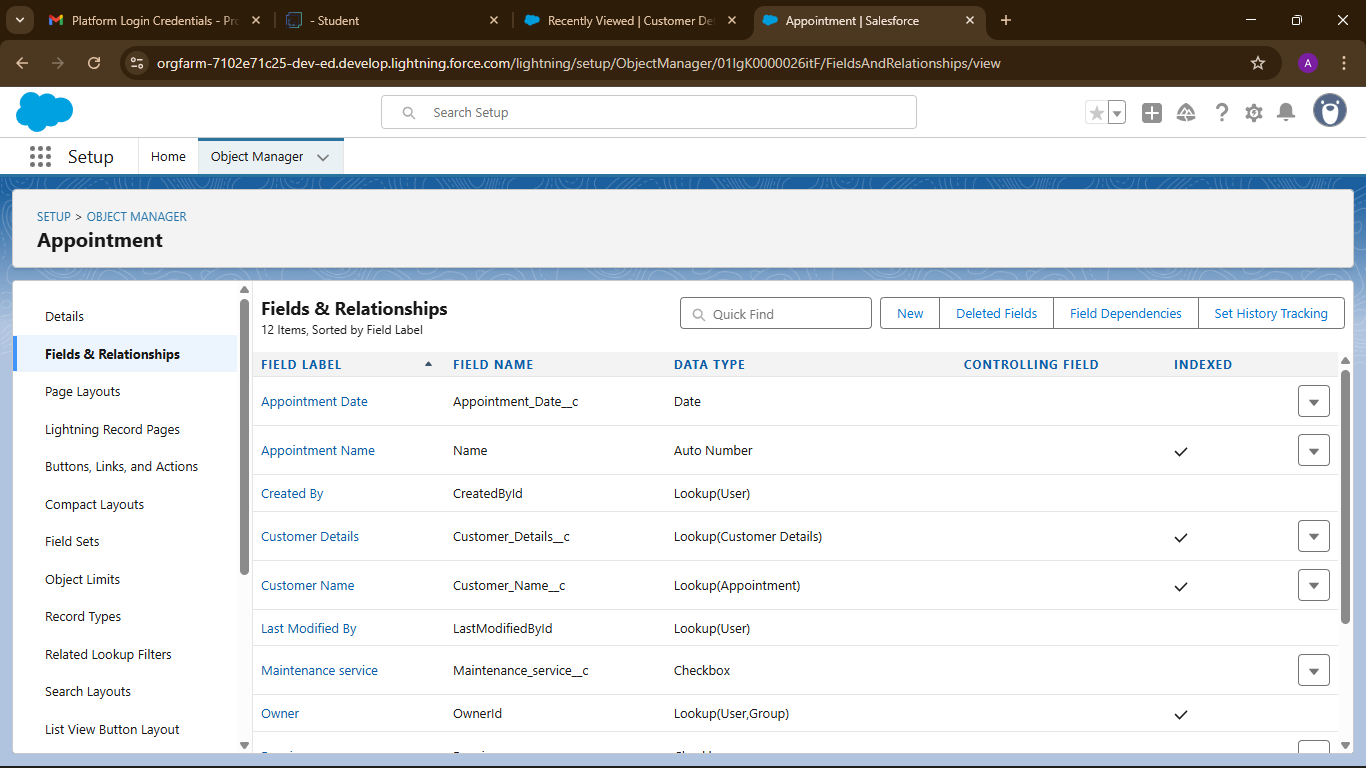 Platform Login Credentials - Pro
- Student
Recently Viewed | Customer De
Appointment | Salesforce
orgfarm-7102e71c25-dev-ed.develop.lightning.force.com/lightning/setup/ObjectManager/01IgK0000026itF/FieldsAndRelationships/view
A
Search Setup
Setup
Home
Object Manager
SETUP > OBJECT MANAGER
Appointment
Details
Fields & Relationships
Page Layouts
Lightning Record Pages
Buttons, Links, and Actions
Compact Layouts
Field Sets
Object Limits
Record Types
Related Lookup Filters
Search Layouts
List View Button Layout
Fields & Relationships
12 Items, Sorted by Field Label
Quick Find
New
Deleted Fields
Field Dependencies
Set History Tracking
FIELD LABEL FIELD NAME DATA TYPE CONTROLLING FIELD INDEXED
Appointment Date Appointment_Date__c Date
Appointment Name Name Auto Number
Created By CreatedById Lookup(User)
Customer Details Customer_Details__c Lookup(Customer Details)
Customer Name Customer_Name__c Lookup(Appointment)
Last Modified By LastModifiedById Lookup(User)
Maintenance service Maintenance_service__c Checkbox
Owner OwnerId Lookup(User,Group)